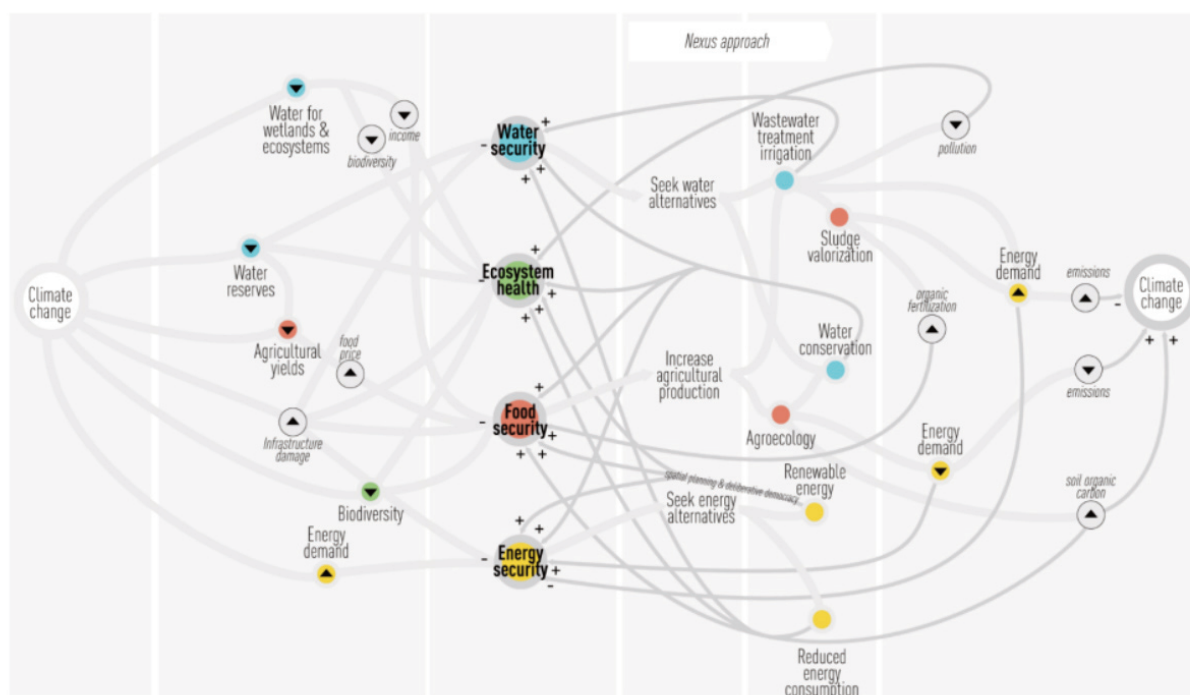 Nexus approach
Climate
change
Water for
wetlands &
ecosystems
biodiversity
income
Water
reserves
Agricultural
yields
food
price
Infrastructure
damage
Biodiversity
Energy
demand
- Water
security
+
+ +
- Ecosystem
health
+
+
+ +
- Food
security
+
+
+ +
- Energy
security
+ +
+
-
Seek water
alternatives
Increase
agricultural
production
spatial planning & deliberative democracy
Seek energy
alternatives
Wastewater
treatment
irrigation
Sludge
valorization
Water
conservation
Agroecology
Renewable
energy
Reduced
energy
consumption
pollution
organic
fertilization
Energy
demand
Energy
demand
emissions
emissions
soil organic
carbon
Climate
change
-
+ +